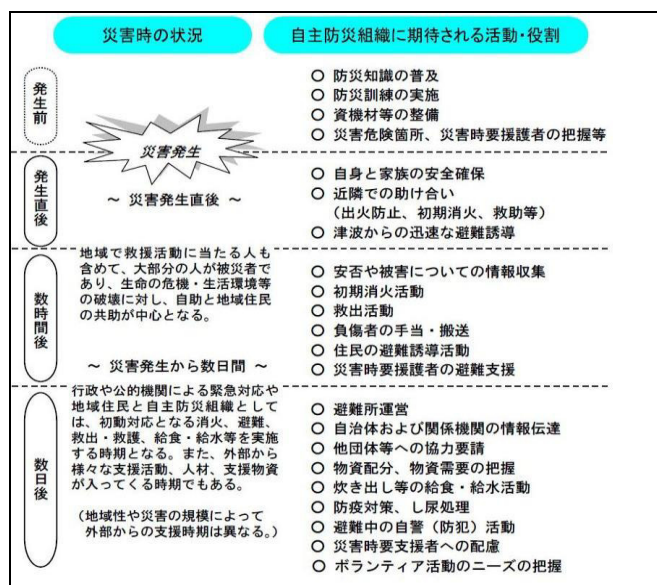 災害時の状況
自主防災組織に期待される活動・役割
発生前
災害発生
○ 防災知識の普及
○ 防災訓練の実施
○ 資機材等の整備
○ 災害危険箇所、災害時要援護者の把握等
発生直後
~ 災害発生直後 ~
○ 自身と家族の安全確保
○ 近隣での助け合い
(出火防止、初期消火、救助等)
○ 津波からの迅速な避難誘導
数時間後
地域で救援活動に当たる人も
含めて、大部分の人が被災者で
あり、生命の危機・生活環境等
の破壊に対し、自助と地域住民
の共助が中心となる。
~ 災害発生から数日間 ~
○ 安否や被害についての情報収集
○ 初期消火活動
○ 救出活動
○ 負傷者の手当・搬送
○ 住民の避難誘導活動
○ 災害時要援護者の避難支援
数日後
行政や公的機関による緊急対応や
地域住民と自主防災組織として
は、初動対応となる消火、避難、
救出・救護、給食・給水等を実施
する時期となる。また、外部から
様々な支援活動、人材、支援物資
が入ってくる時期でもある。
(地域性や災害の規模によって
外部からの支援時期は異なる。)
○ 避難所運営
○ 自治体および関係機関の情報伝達
○ 他団体等への協力要請
○ 物資配分、物資需要の把握
○ 炊き出し等の給食・給水活動
○ 防疫対策、し尿処理
○ 避難中の自警(防犯)活動
○ 災害時要支援者への配慮
○ ボランティア活動のニーズの把握